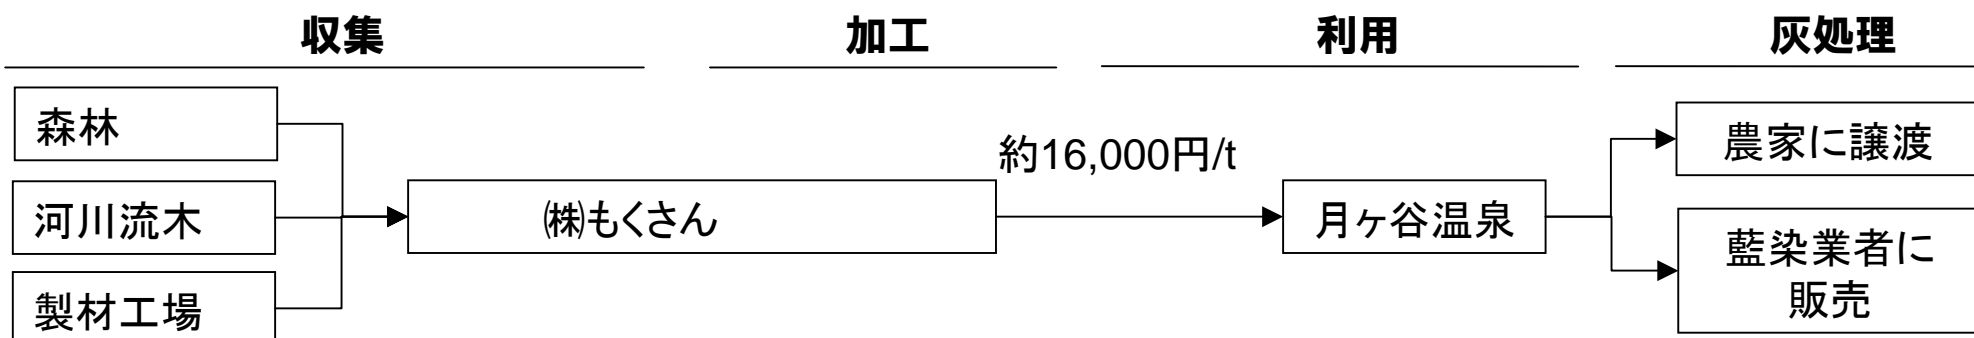 収集
加工
利用
灰処理
森林
河川流木
製材工場
㈱もくさん
約16,000円/t
月ヶ谷温泉
農家に譲渡
藍染業者に
販売